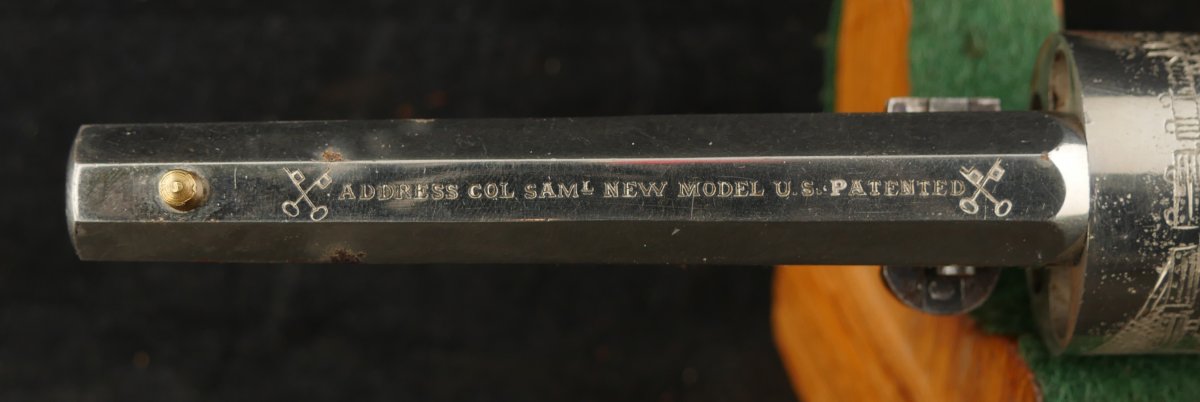 ADDRESS COL SAMᴸ NEW MODEL U.S. PATENTED